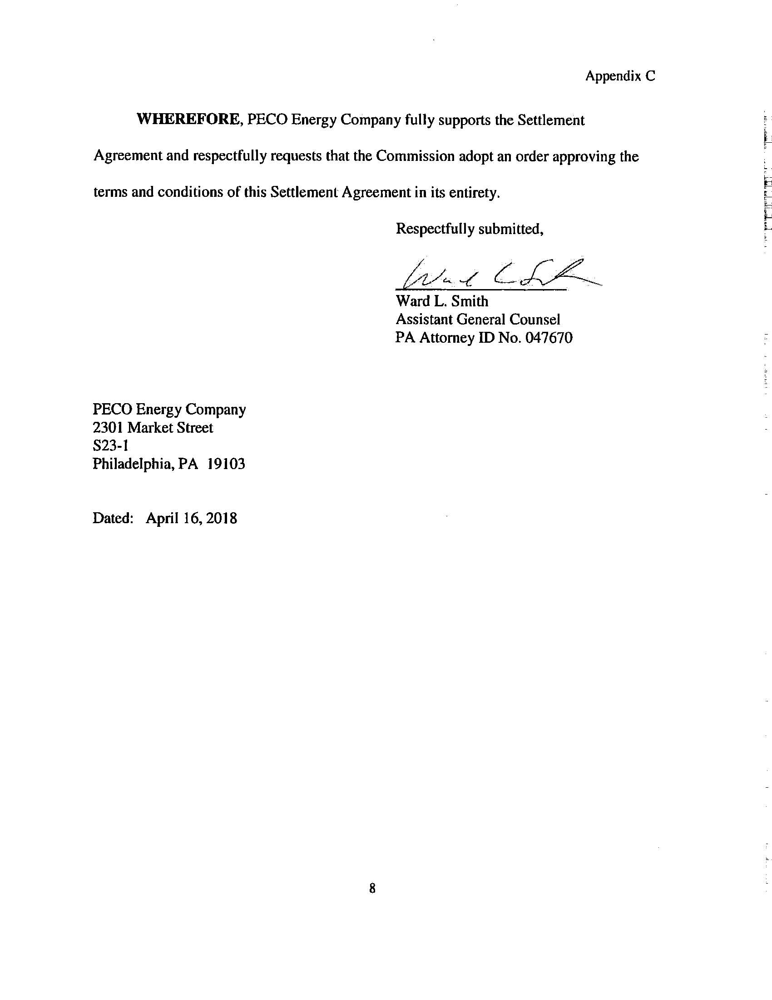 Appendix C
WHEREFORE, PECO Energy Company fully supports the Settlement
Agreement and respectfully requests that the Commission adopt an order approving the
terms and conditions of this Settlement Agreement in its entirety.
Respectfully submitted,
Ward L. Smith
Assistant General Counsel
PA Attorney ID No. 047670
PECO Energy Company
2301 Market Street
S23-1
Philadelphia, PA 19103
Dated: April 16, 2018
8